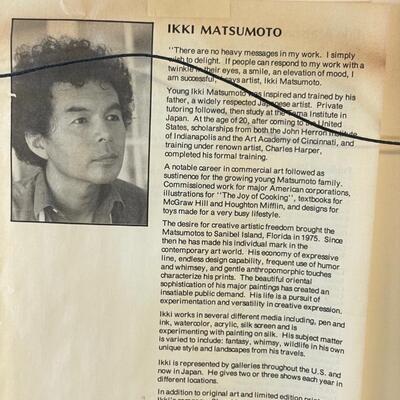 IKKI MATSUMOTO
"There are no heavy messages in my work. I simply
wish to delight. If people can respond to my work with a
twinkle in their eyes, a smile, an elevation of mood, I
am successful," says artist, Ikki Matsumoto.
Young Ikki Matsumoto was inspired and trained by his
father, a widely respected Japanese artist. Private
tutoring followed, then study at the Tama Institute in
Japan. At the age of 20, after coming to the United
States, scholarships from both the John Herron Institute
of Indianapolis and the Art Academy of Cincinnati, and
training under renown artist, Charles Harper,
completed his formal training.
A notable career in commercial art followed as
sustinence for the growing young Matsumoto family.
Commissioned work for major American corporations,
illustrations for "The Joy of Cooking", textbooks for
McGraw Hill and Houghton Mifflin, and designs for
toys made for a very busy lifestyle.
The desire for creative artistic freedom brought the
Matsumotos to Sanibel Island, Florida in 1975. Since
then he has made his individual mark in the
contemporary art world. His economy of expressive
line, endless design capability, frequent use of humor
and whimsey, and gentle anthropomorphic touches
characterize his prints. The beautiful oriental
sophistication of his major paintings has created an
insatiable public demand. His life is a pursuit of
experimentation and versatility in creative expression.
Ikki works in several different media including, pen and
ink, watercolor, acrylic, silk screen and is
experimenting with painting on silk. His subject matter
is varied to include: fantasy, whimsy, wildlife in his own
unique style and landscapes from his travels.
Ikki is represented by galleries throughout the U.S. and
now in Japan. He gives two or three shows each year in
different locations.
In addition to original art and limited edition